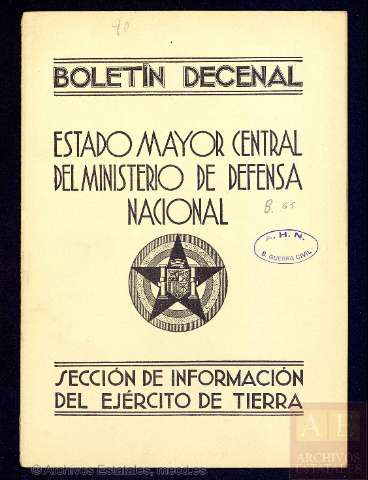 40
BOLETÍN DECENAL
ESTADO MAYOR CENTRAL
DEL MINISTERIO DE DEFENSA
NACIONAL
B. 65
A. H. N.
B. GUERRA CIVIL
SECCIÓN DE INFORMACIÓN
DEL EJÉRCITO DE TIERRA
AE
ARCHIVOS
ESTATALES
© Archivos Estatales, mecd.es